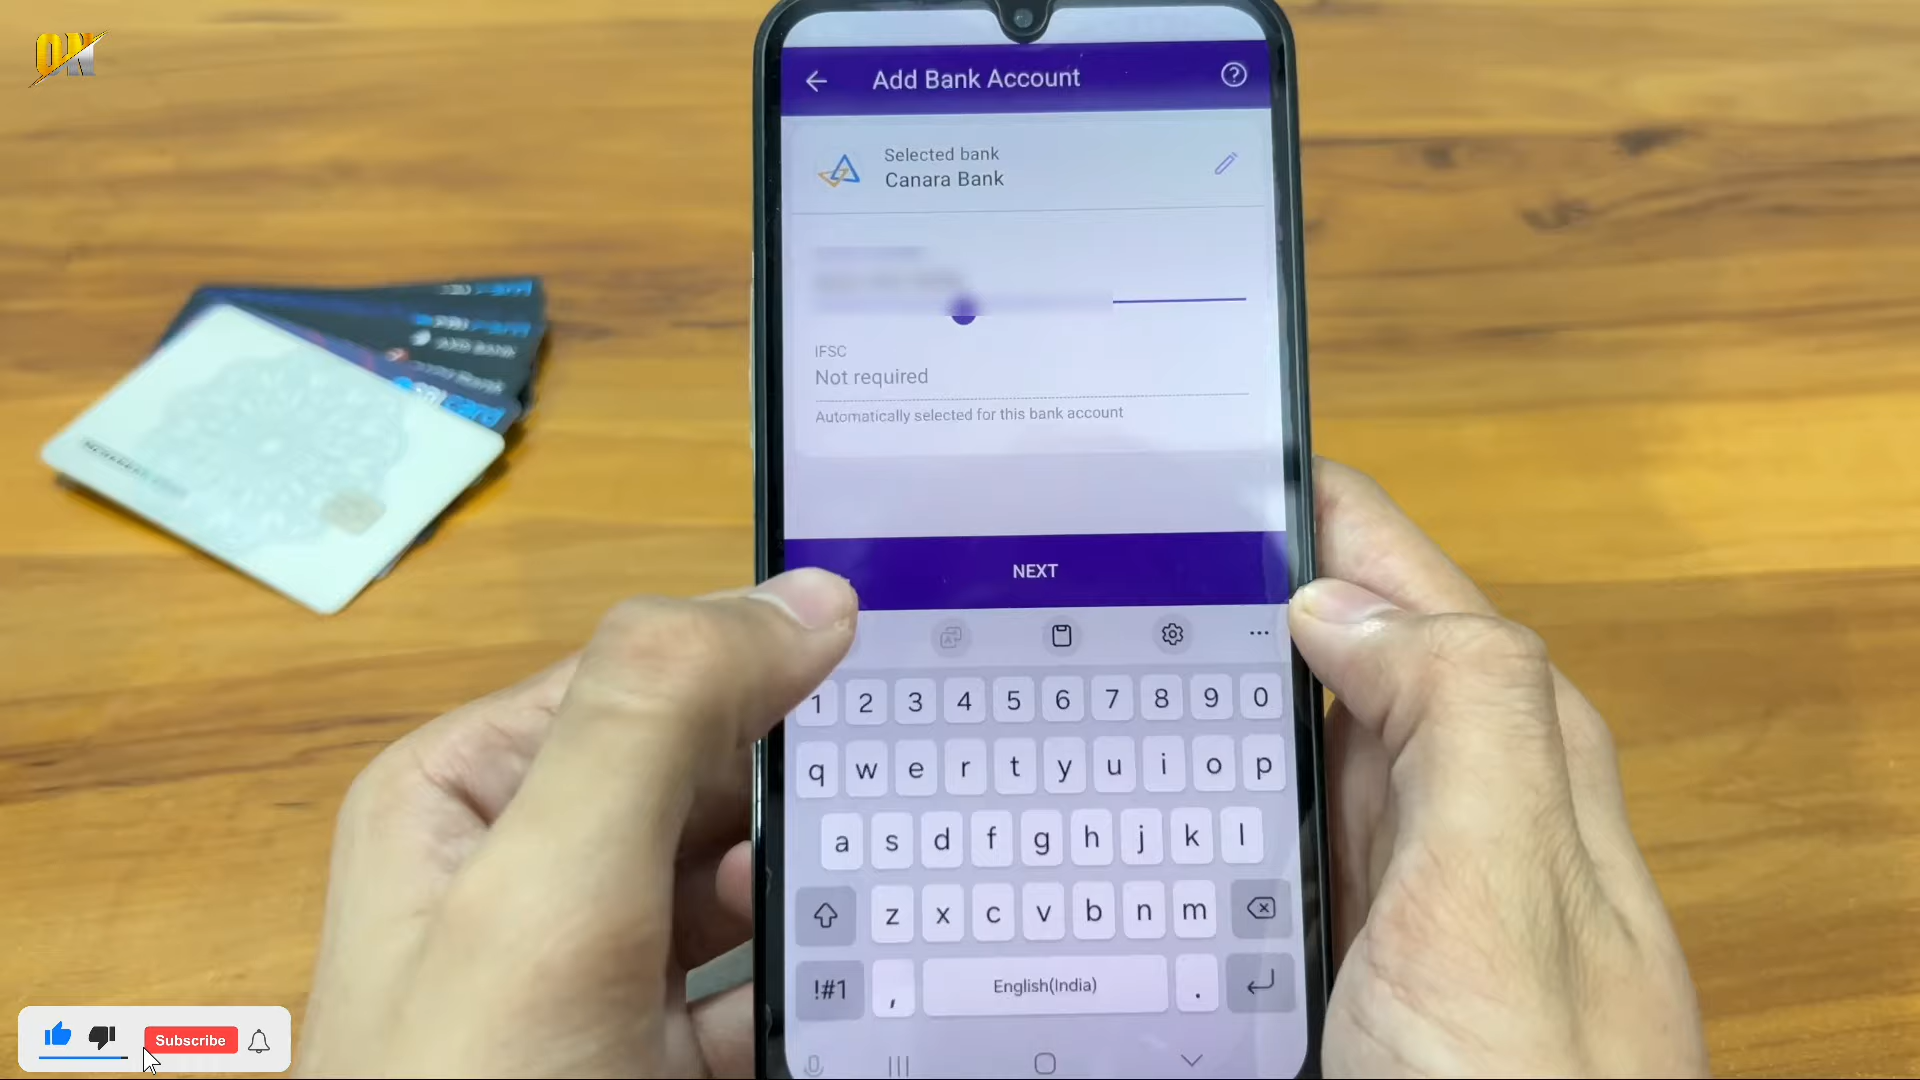 ON
Add Bank Account
Selected bank
Canara Bank
IFSC
Not required
Automatically selected for this bank account
NEXT
1 2 3 4 5 6 7 8 9 0
q w e r t y u i o p
a s d f g h j k l
z x c v b n m
!#1 , English(India) .
Subscribe